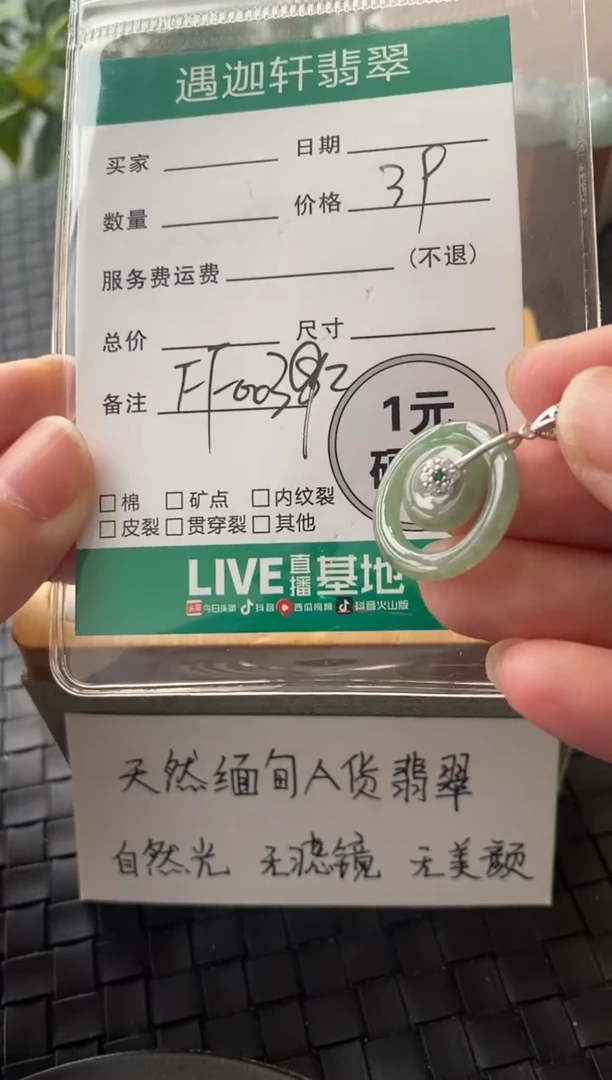 遇迦轩翡翠
买家 日期
数量 价格 39
服务费运费 (不退)
总价 尺寸
备注
1元
□棉 □矿点 □内纹裂
□皮裂 □贯穿裂 □其他
LIVE直播基地
头条 今日头条 抖音 西瓜视频 抖音火山版
天然缅甸A货翡翠
自然光 无滤镜 无美颜